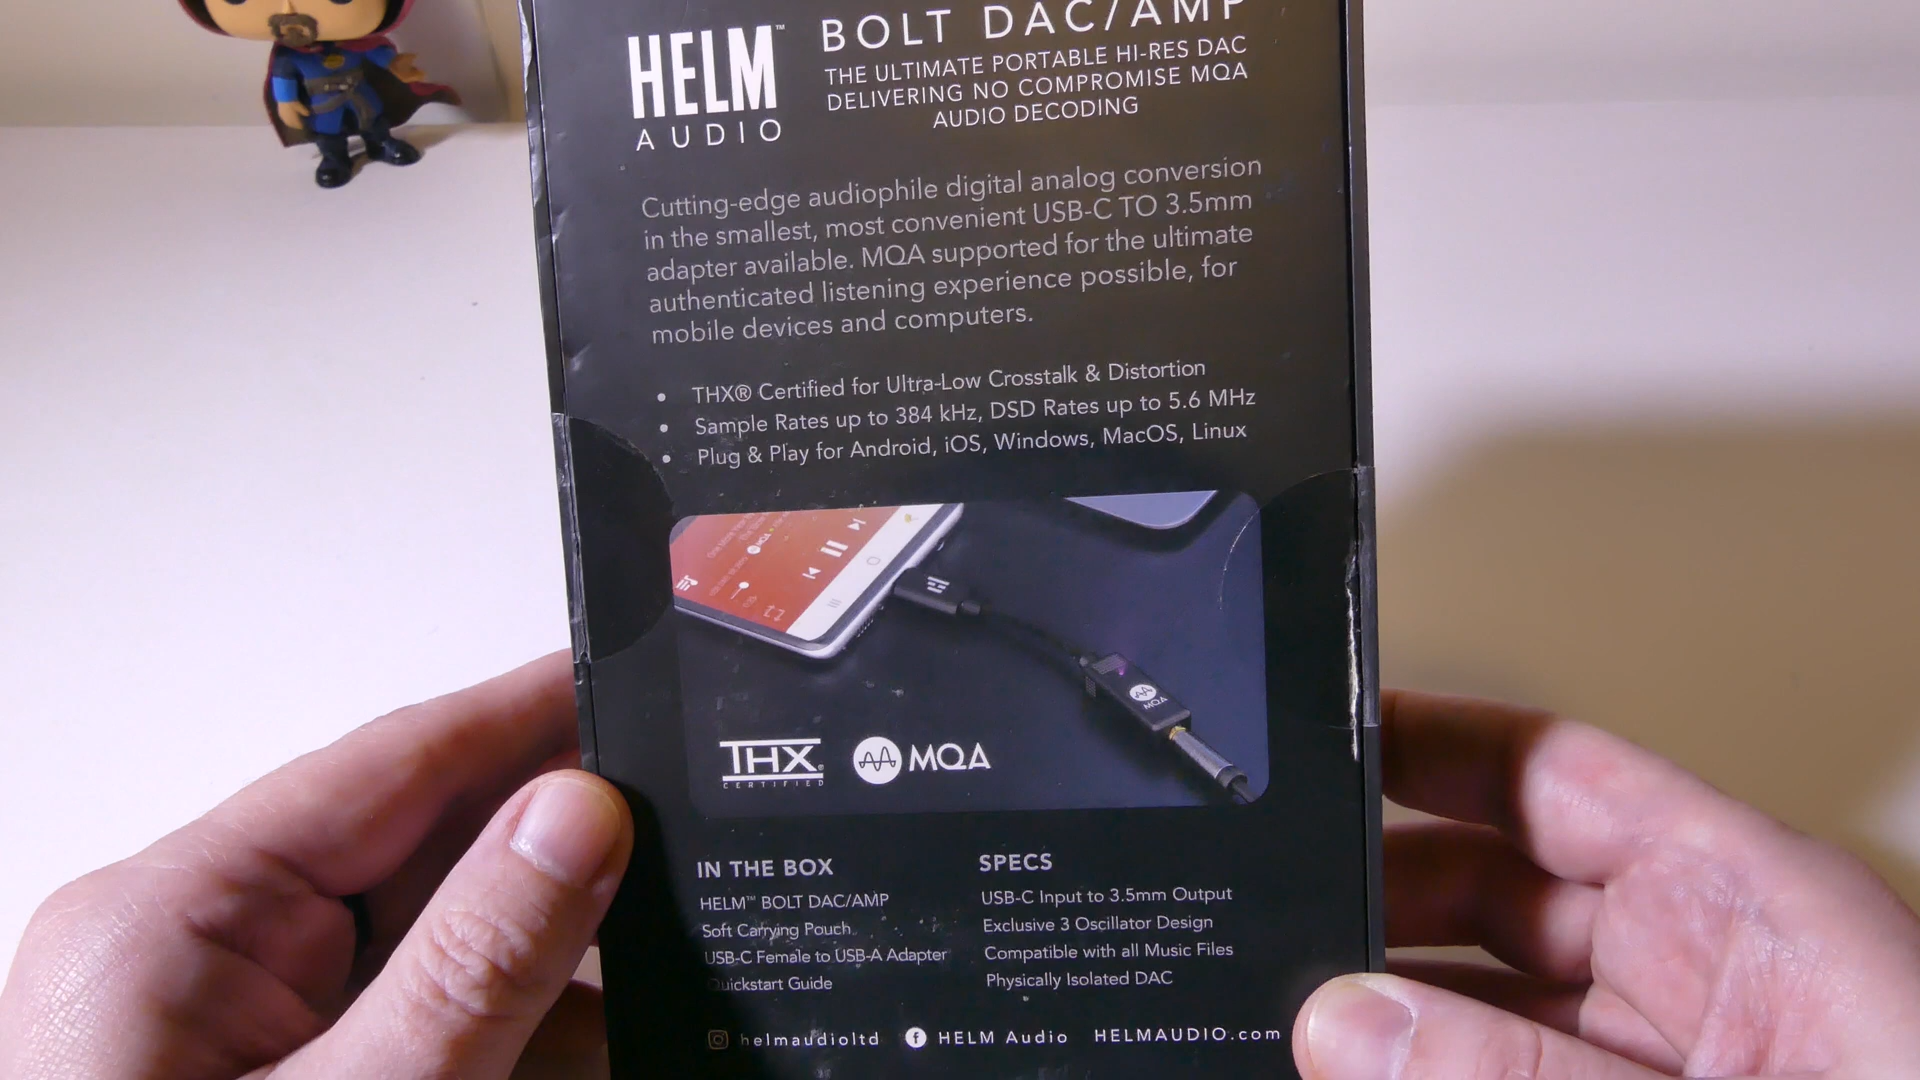 HELM™
AUDIO
BOLT DAC/AMP
THE ULTIMATE PORTABLE HI-RES DAC
DELIVERING NO COMPROMISE MQA
AUDIO DECODING
Cutting-edge audiophile digital analog conversion
in the smallest, most convenient USB-C TO 3.5mm
adapter available. MQA supported for the ultimate
authenticated listening experience possible, for
mobile devices and computers.
• THX® Certified for Ultra-Low Crosstalk & Distortion
• Sample Rates up to 384 kHz, DSD Rates up to 5.6 MHz
• Plug & Play for Android, iOS, Windows, MacOS, Linux
MQA
MQA
THX®
CERTIFIED
MQA
IN THE BOX
HELM™ BOLT DAC/AMP
Soft Carrying Pouch
USB-C Female to USB-A Adapter
Quickstart Guide
SPECS
USB-C Input to 3.5mm Output
Exclusive 3 Oscillator Design
Compatible with all Music Files
Physically Isolated DAC
helmaudioltd
HELM Audio
HELMAUDIO.com